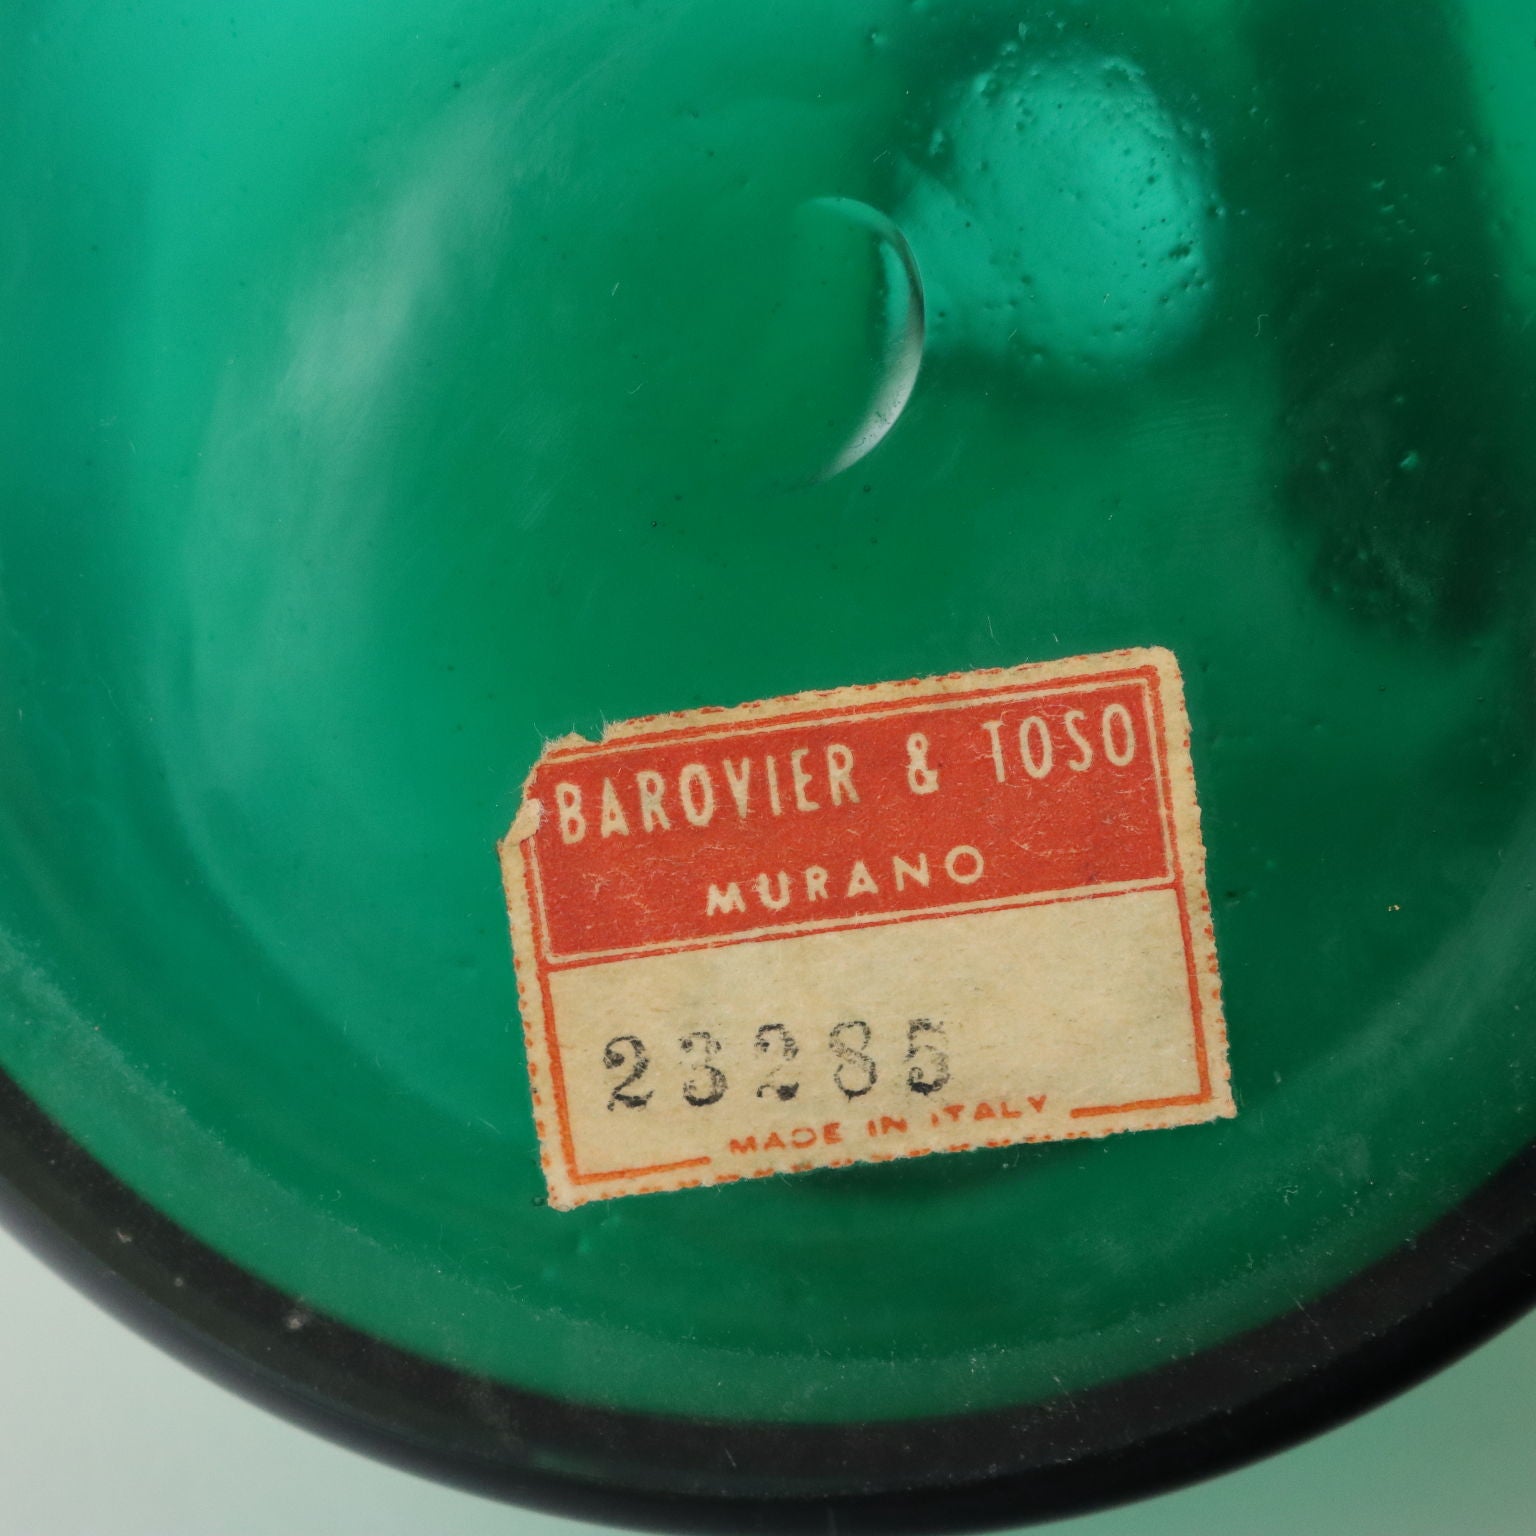 BAROVIER & TOSO
MURANO
23285
MADE IN ITALY